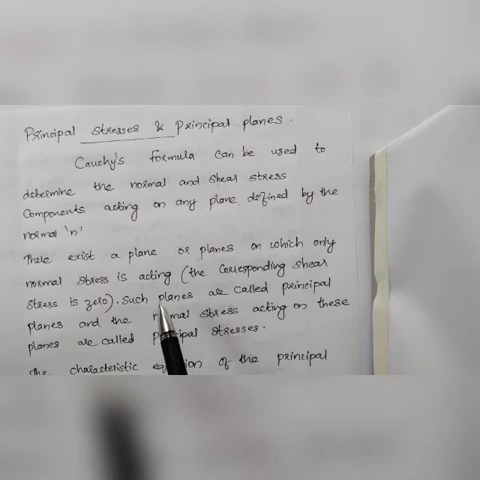 Principal stresses & Principal planes.
Cauchy's formula can be used to
determine the normal and shear stress
components acting on any plane defined by the
normal 'n'
There exist a plane or planes on which only
normal stress is acting (the corresponding shear
stress is zero). Such planes are called principal
planes and the normal stress acting on these
planes are called principal stresses.
The characteristic equation of the principal